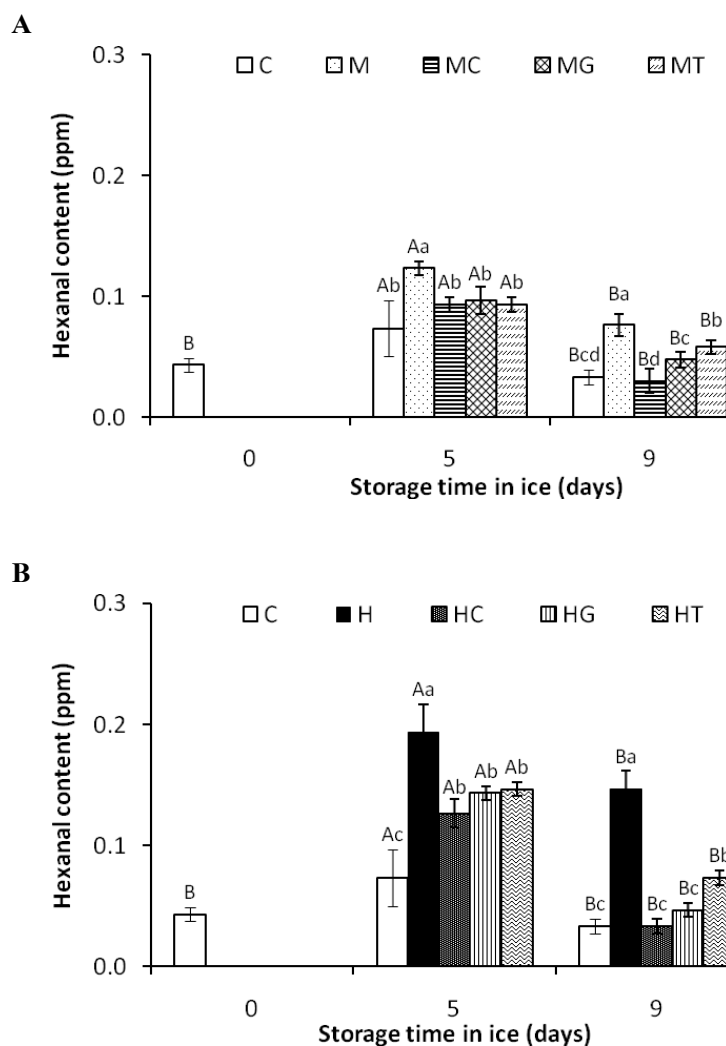 A
0.3
C M MC MG MT
0.2
Hexanal content (ppm)
Aa
Ab Ab Ab Ab
0.1
Ba
B
Bcd Bd Bc Bb
0.0
0 5 9
Storage time in ice (days)
B
0.3
C H HC HG HT
Hexanal content (ppm)
Aa
0.2
Ab Ab Ab
Ba
Ac
0.1
B
Bc Bc Bc Bb
0.0
0 5 9
Storage time in ice (days)